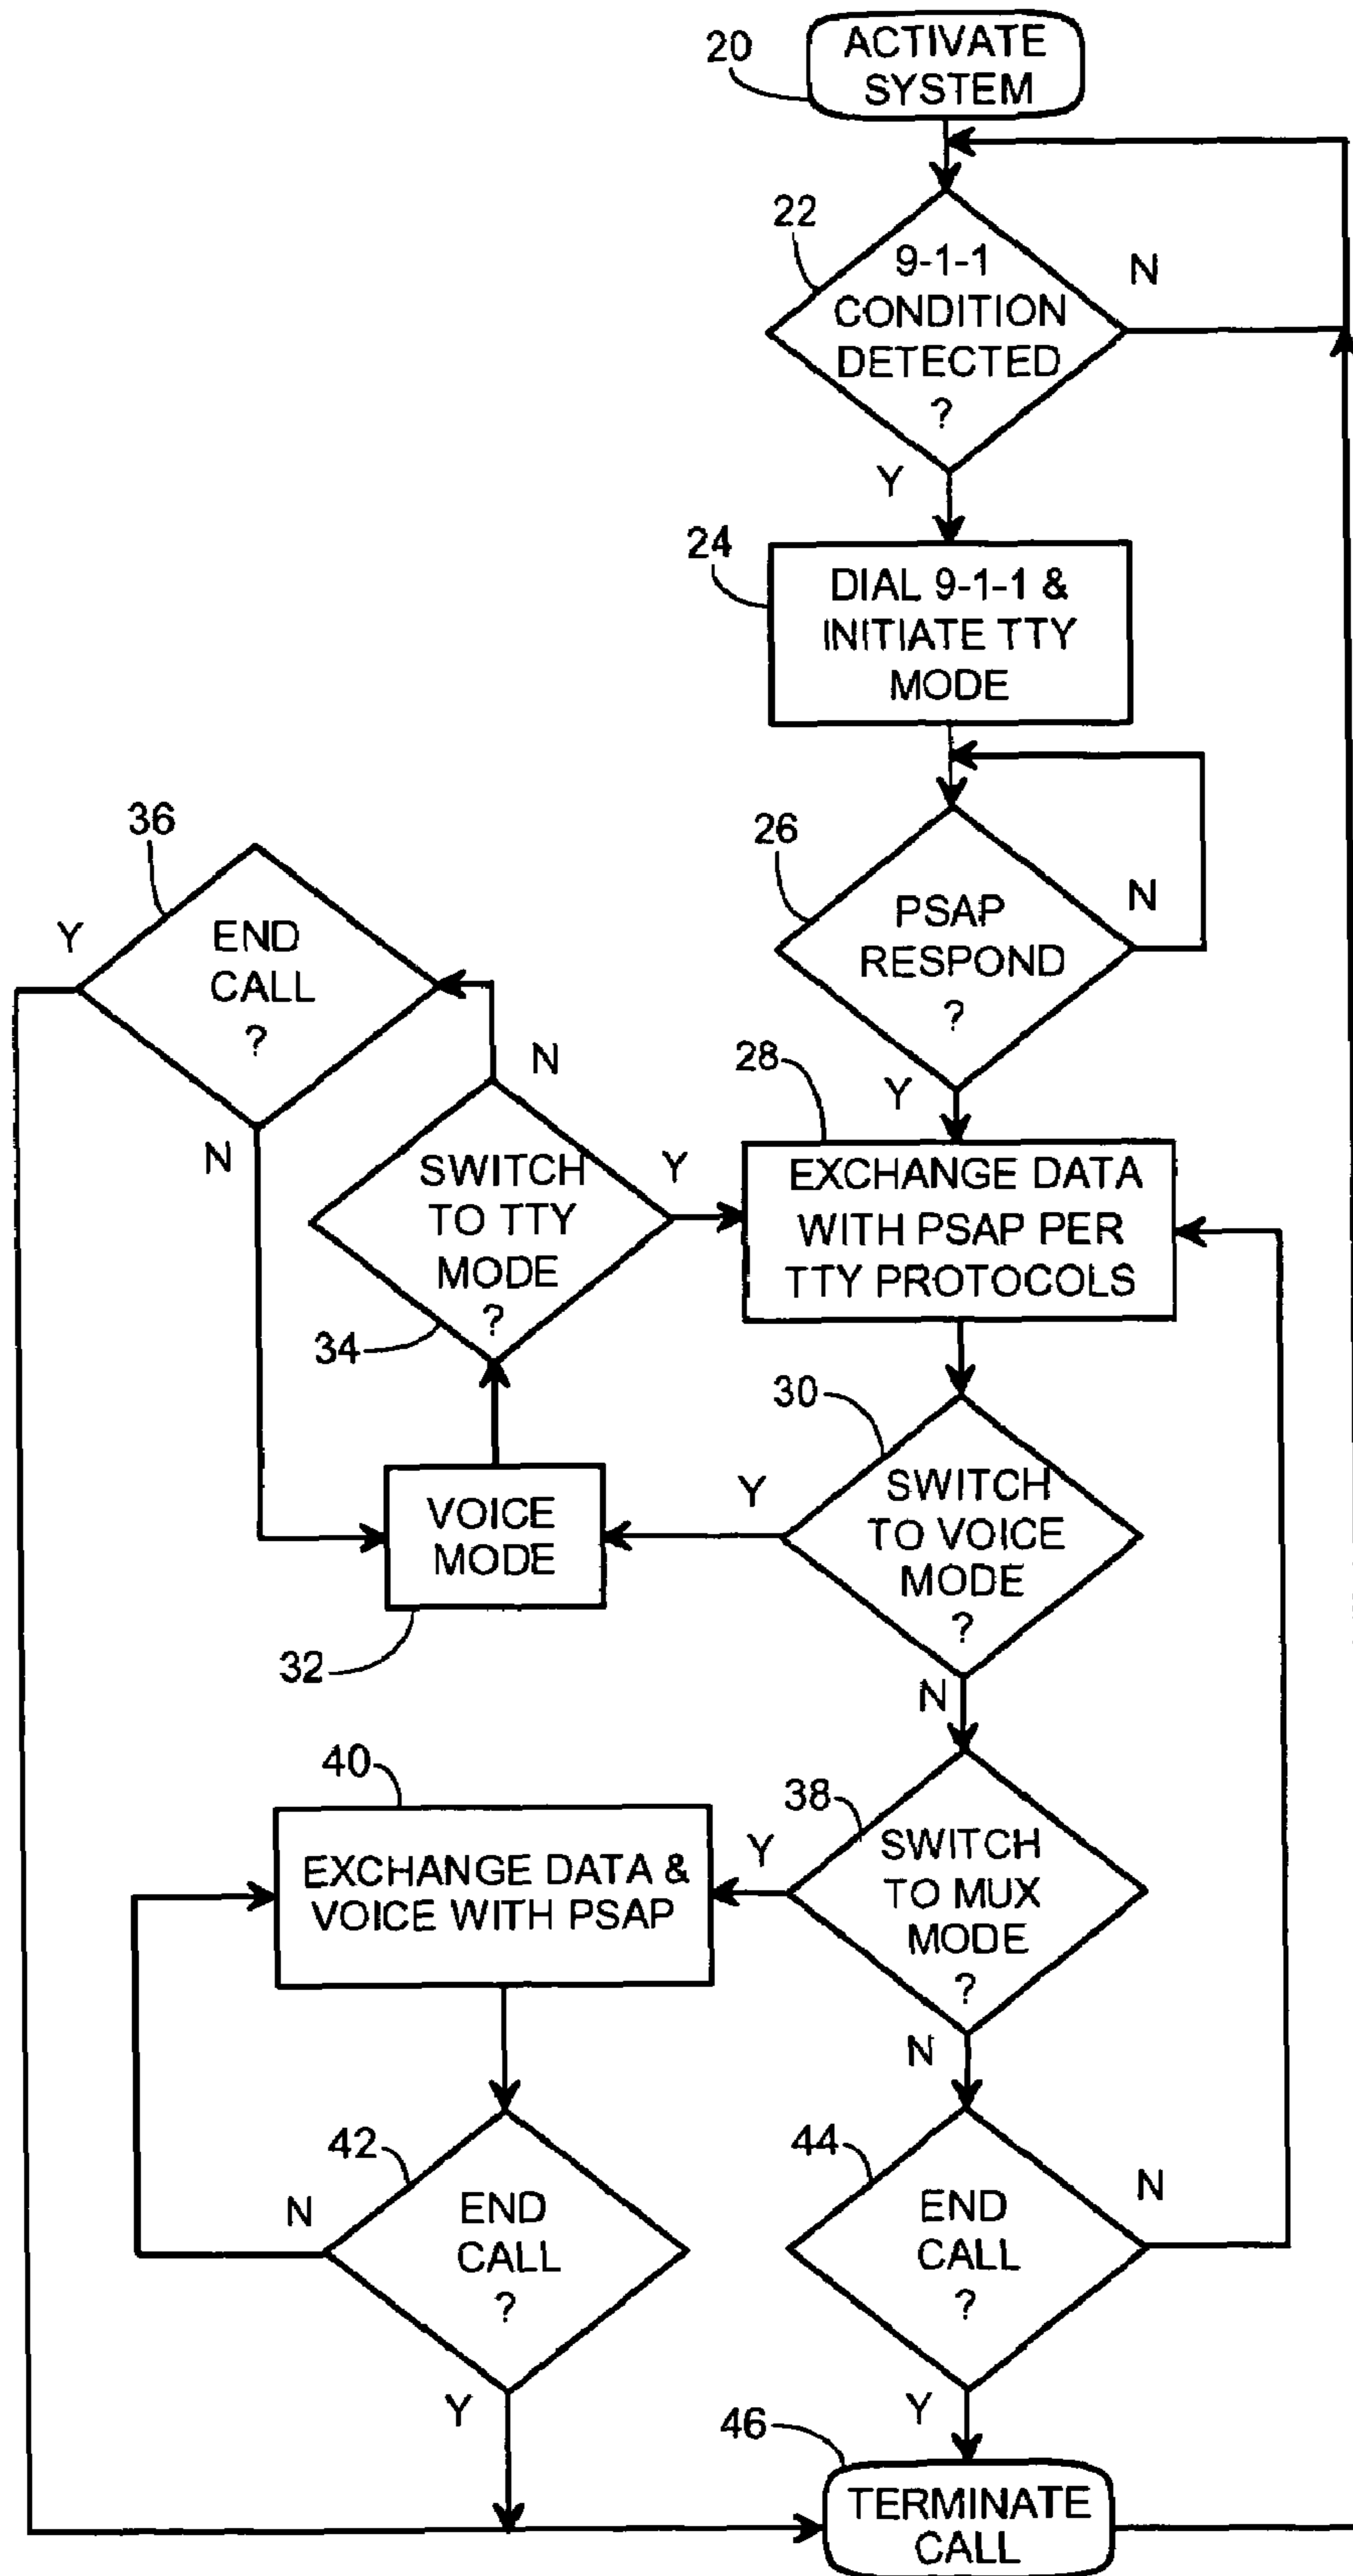 20
ACTIVATE
SYSTEM
22
9-1-1
CONDITION
DETECTED
?
N
Y
24
DIAL 9-1-1 &
INITIATE TTY
MODE
26
PSAP
RESPOND
?
N
Y
36
END
CALL
?
Y
N
28
EXCHANGE DATA
WITH PSAP PER
TTY PROTOCOLS
34
SWITCH
TO TTY
MODE
?
N
Y
30
SWITCH
TO VOICE
MODE
?
Y
N
VOICE
MODE
32
38
SWITCH
TO MUX
MODE
?
Y
N
40
EXCHANGE DATA &
VOICE WITH PSAP
42
END
CALL
?
N
Y
44
END
CALL
?
N
Y
46
TERMINATE
CALL